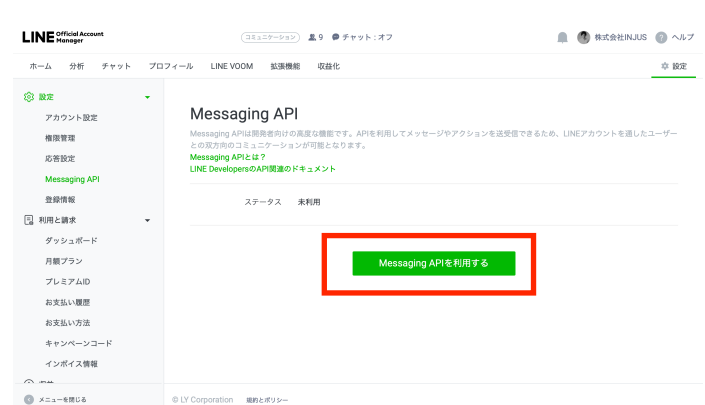 LINE Official Account Manager
コミュニケーション 9 チャット : オフ
株式会社INJUS ? ヘルプ
ホーム 分析 チャット プロフィール LINE VOOM 拡張機能 収益化 設定
設定
アカウント設定
権限管理
応答設定
Messaging API
登録情報
利用と請求
ダッシュボード
月額プラン
プレミアムID
お支払い履歴
お支払い方法
キャンペーンコード
インボイス情報
メニューを閉じる
Messaging API
Messaging APIは開発者向けの高度な機能です。APIを利用してメッセージやアクションを送受信できるため、LINEアカウントを通したユーザー
との双方向のコミュニケーションが可能となります。
Messaging APIとは？
LINE DevelopersのAPI関連のドキュメント
ステータス 未利用
Messaging APIを利用する
© LY Corporation 規約とポリシー